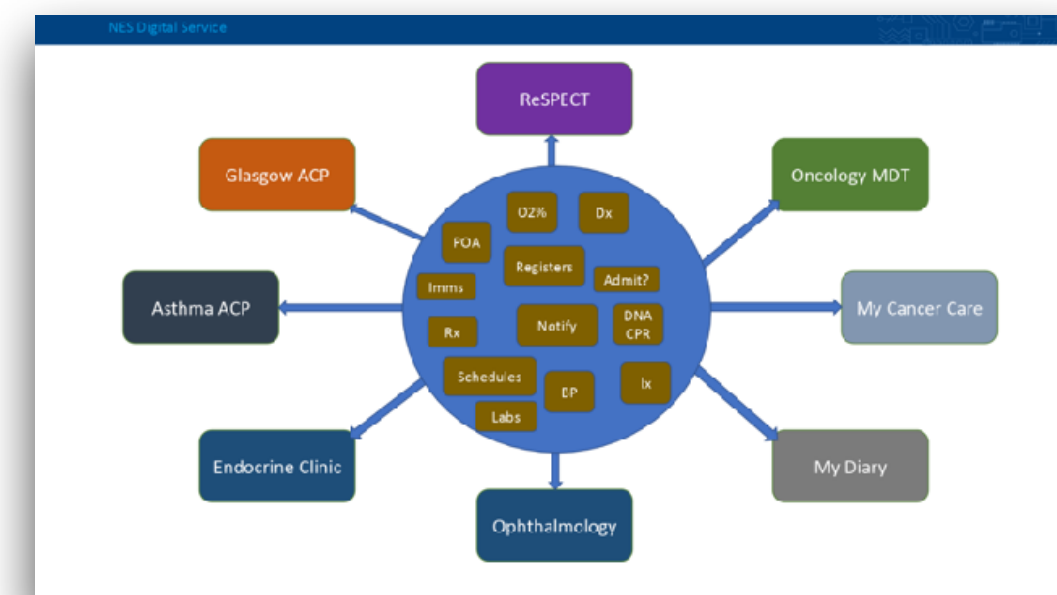 NES Digital Service
ReSPECT
Glasgow ACP
Oncology MDT
O2%
Dx
POA
Registers
Imms
Admit?
Asthma ACP
My Cancer Care
Rx
Notify
DNA
CPR
Schedules
BP
Ix
Labs
Endocrine Clinic
My Diary
Ophthalmology